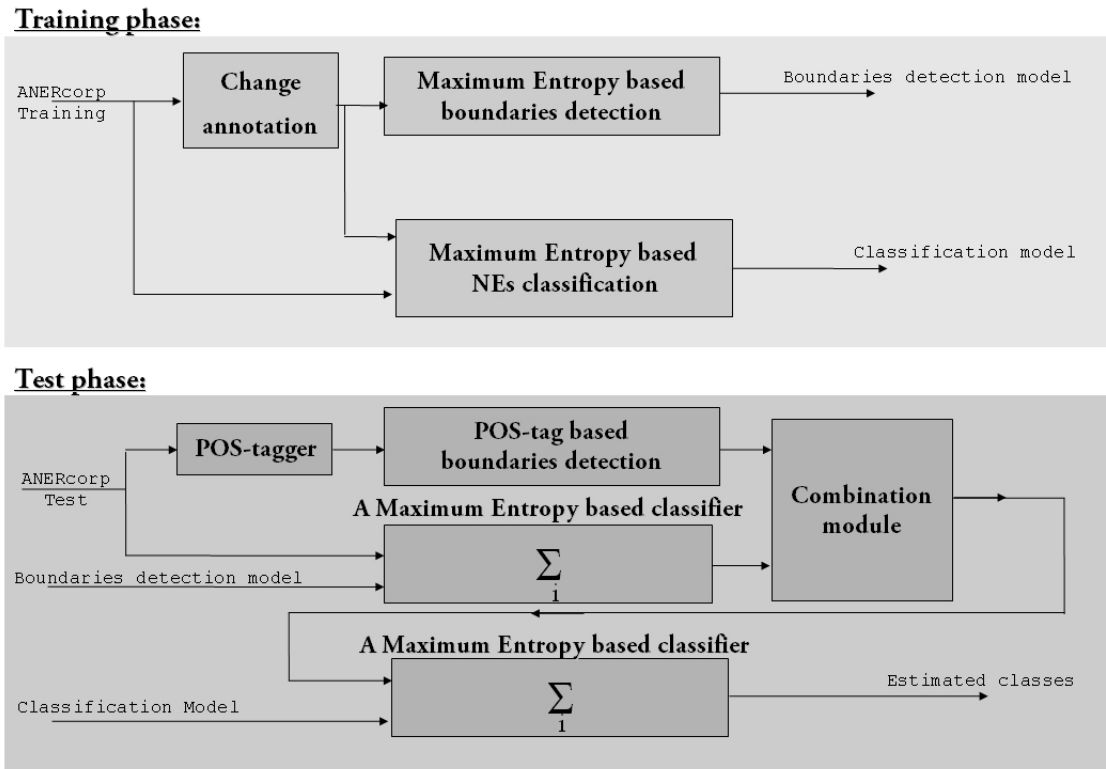 Training phase:
ANERcorp
Training
Change
annotation
Maximum Entropy based
boundaries detection
Boundaries detection model
Maximum Entropy based
NEs classification
Classification model
Test phase:
ANERcorp
Test
POS-tagger
POS-tag based
boundaries detection
Combination
module
A Maximum Entropy based classifier
∑
i
Boundaries detection model
A Maximum Entropy based classifier
∑
i
Estimated classes
Classification Model